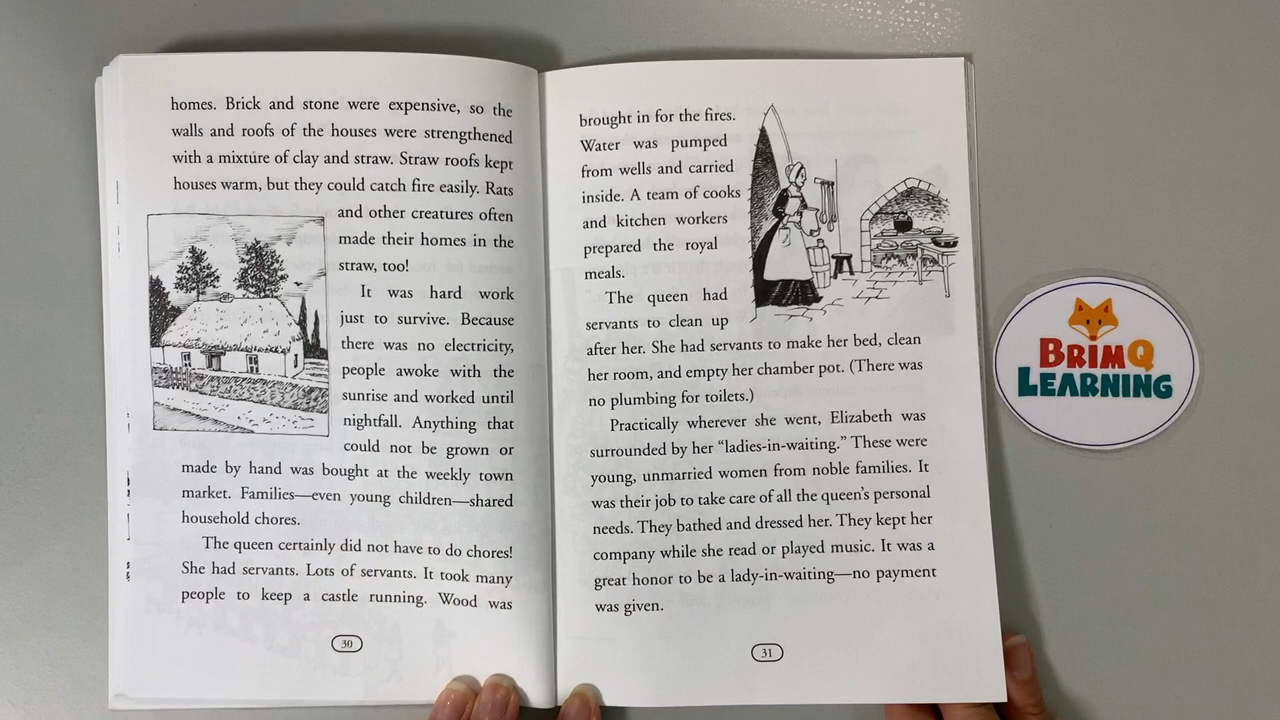 homes. Brick and stone were expensive, so the
walls and roofs of the houses were strengthened
with a mixture of clay and straw. Straw roofs kept
houses warm, but they could catch fire easily. Rats
and other creatures often
made their homes in the
straw, too!
It was hard work
just to survive. Because
there was no electricity,
people awoke with the
sunrise and worked until
nightfall. Anything that
could not be grown or
made by hand was bought at the weekly town
market. Families—even young children—shared
household chores.
The queen certainly did not have to do chores!
She had servants. Lots of servants. It took many
people to keep a castle running. Wood was
30
brought in for the fires.
Water was pumped
from wells and carried
inside. A team of cooks
and kitchen workers
prepared the royal
meals.
The queen had
servants to clean up
after her. She had servants to make her bed, clean
her room, and empty her chamber pot. (There was
no plumbing for toilets.)
Practically wherever she went, Elizabeth was
surrounded by her “ladies-in-waiting.” These were
young, unmarried women from noble families. It
was their job to take care of all the queen’s personal
needs. They bathed and dressed her. They kept her
company while she read or played music. It was a
great honor to be a lady-in-waiting—no payment
was given.
31
BRIMQ
LEARNING